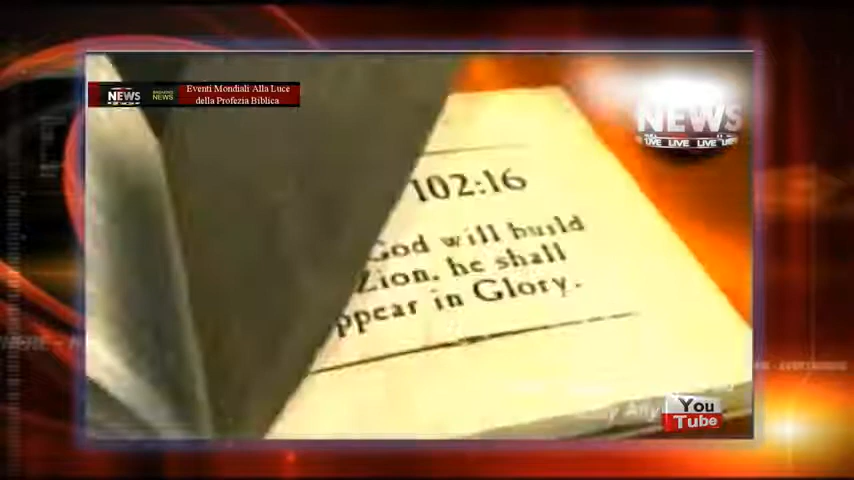 NEWS
BREAKING
NEWS
Eventi Mondiali Alla Luce
della Profezia Biblica
NEWS
LIVE LIVE LIVE
102:16
God will build
Zion. he shall
ppear in Glory.
You
Tube